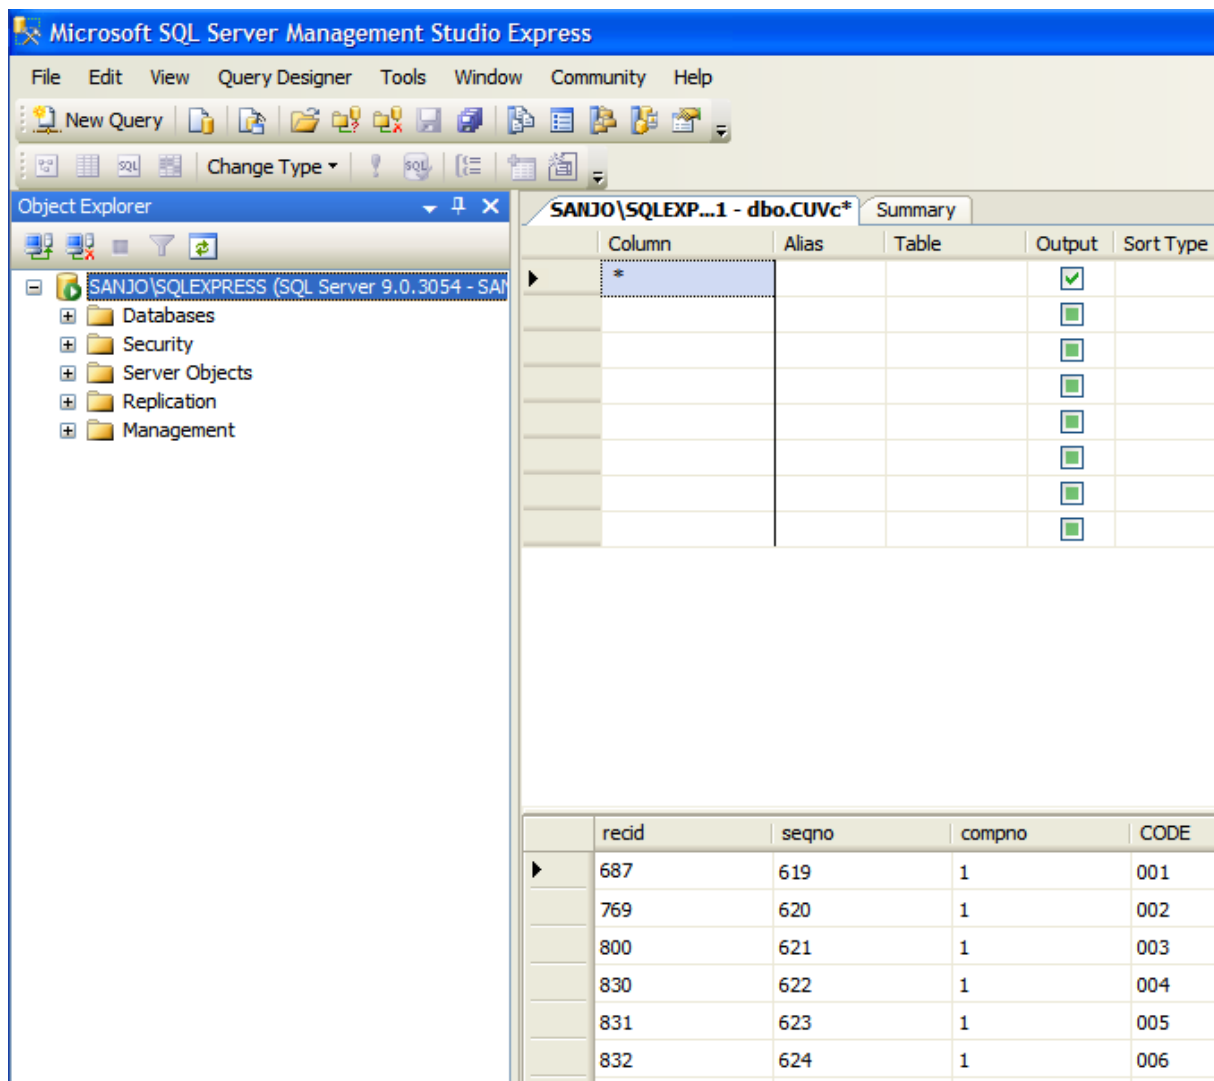 Microsoft SQL Server Management Studio Express
File Edit View Query Designer Tools Window Community Help
New Query
SQL Change Type SQL
Object Explorer
SANJO\SQLEXPRESS (SQL Server 9.0.3054 - SAN
Databases
Security
Server Objects
Replication
Management
SANJO\SQLEXP...1 - dbo.CUVc* Summary
Column Alias Table Output Sort Type
*
recid seqno compno CODE
687 619 1 001
769 620 1 002
800 621 1 003
830 622 1 004
831 623 1 005
832 624 1 006